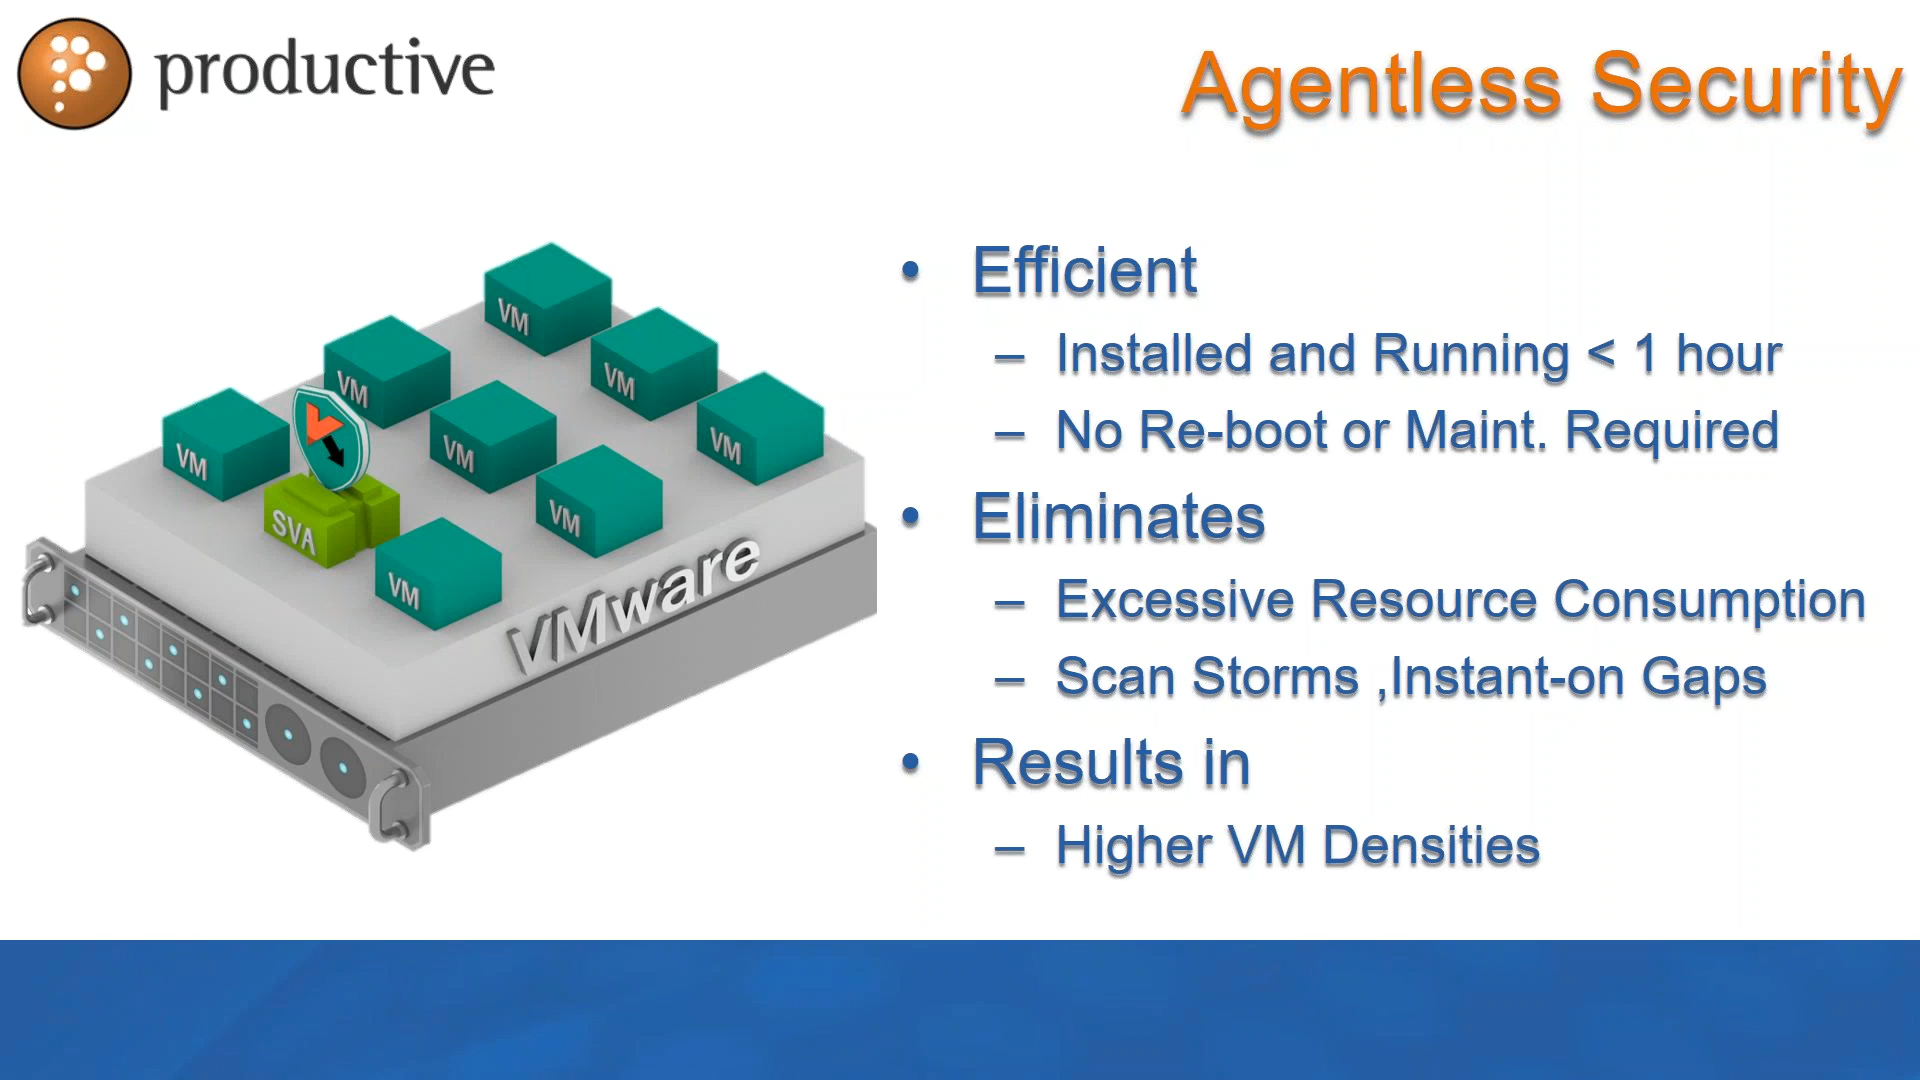 productive
Agentless Security
• Efficient
– Installed and Running < 1 hour
– No Re-boot or Maint. Required
• Eliminates
– Excessive Resource Consumption
– Scan Storms ,Instant-on Gaps
• Results in
– Higher VM Densities
VM
VM
VM
VM
VM
VM
VM
SVA
VM
VM
VMware